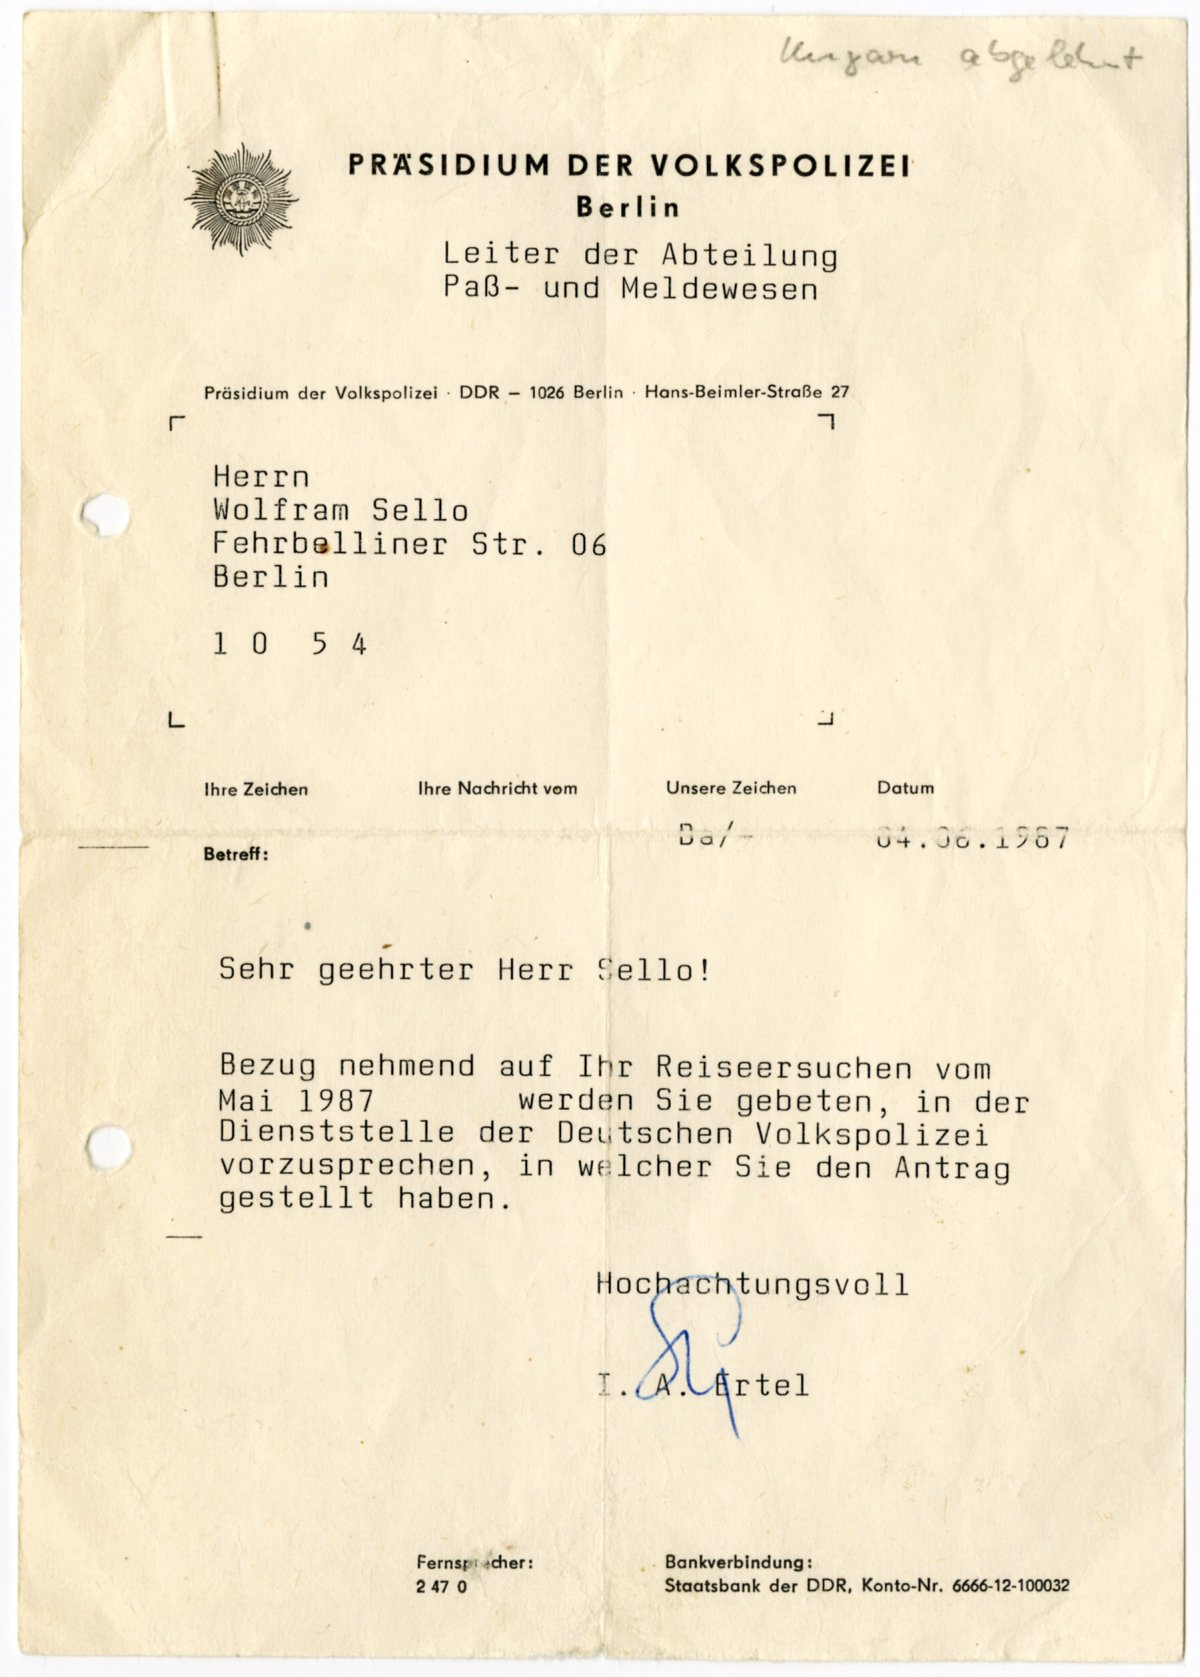 Ungarn abgelehnt
PRÄSIDIUM DER VOLKSPOLIZEI
Berlin
Leiter der Abteilung
Paß- und Meldewesen
Präsidium der Volkspolizei · DDR – 1026 Berlin · Hans-Beimler-Straße 27
Herrn
Wolfram Sello
Fehrbelliner Str. 06
Berlin
1 0 5 4
Ihre Zeichen Ihre Nachricht vom Unsere Zeichen Datum
Ba/- 04.06.1987
Betreff:
Sehr geehrter Herr Sello!
Bezug nehmend auf Ihr Reiseersuchen vom
Mai 1987 werden Sie gebeten, in der
Dienststelle der Deutschen Volkspolizei
vorzusprechen, in welcher Sie den Antrag
gestellt haben.
Hochachtungsvoll
I. A. Ertel
Fernsprecher: Bankverbindung:
2 47 0 Staatsbank der DDR, Konto-Nr. 6666-12-100032